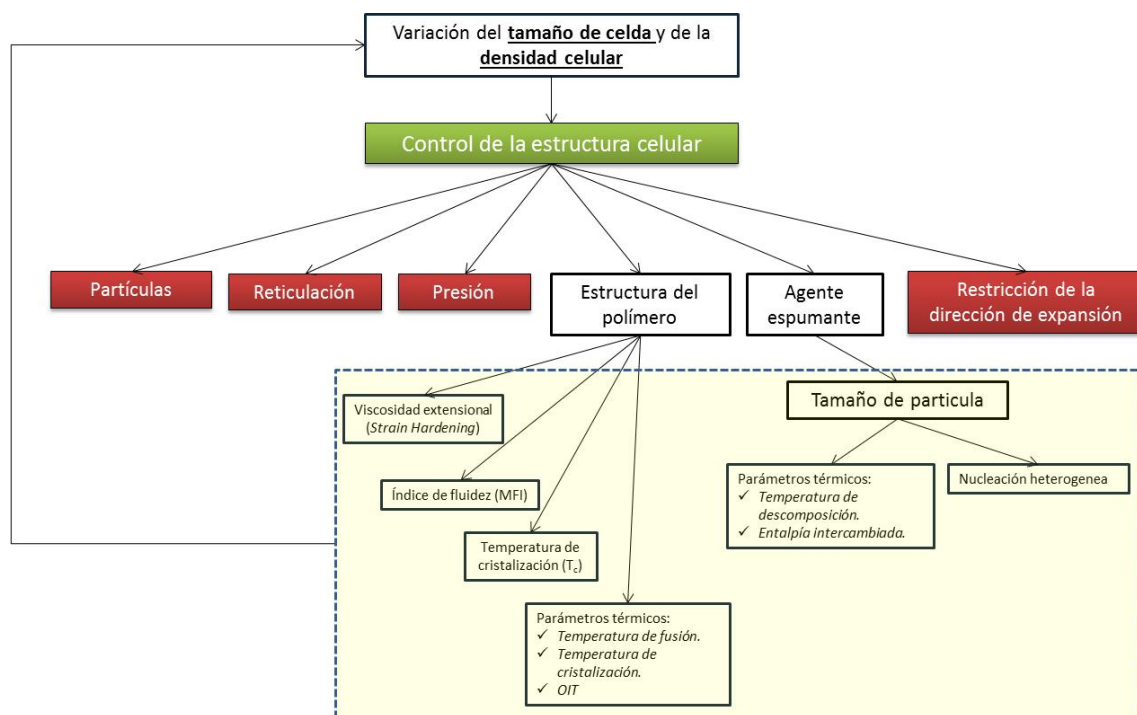 Variación del tamaño de celda y de la
densidad celular
Control de la estructura celular
Partículas
Reticulación
Presión
Estructura del
polímero
Agente
espumante
Restricción de la
dirección de expansión
Viscosidad extensional
(Strain Hardening)
Índice de fluidez (MFI)
Temperatura de
cristalización (Tc)
Parámetros térmicos:
✓ Temperatura de fusión.
✓ Temperatura de
cristalización.
✓ OIT
Tamaño de particula
Parámetros térmicos:
✓ Temperatura de
descomposición.
✓ Entalpía intercambiada.
Nucleación heterogenea